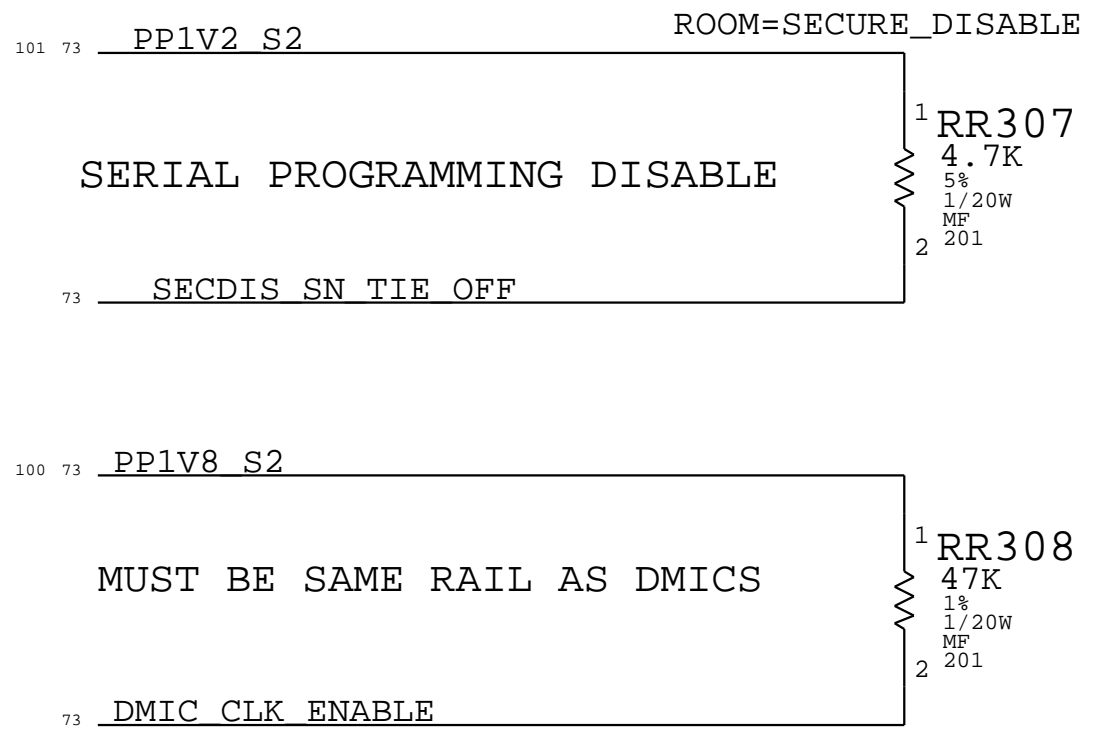 ROOM=SECURE_DISABLE
101 73 PP1V2_S2
1 RR307
4.7K
SERIAL PROGRAMMING DISABLE
5%
1/20W
MF
201
2
73 SECDIS_SN_TIE_OFF
100 73 PP1V8_S2
1 RR308
47K
MUST BE SAME RAIL AS DMICS
1%
1/20W
MF
201
2
73 DMIC_CLK_ENABLE